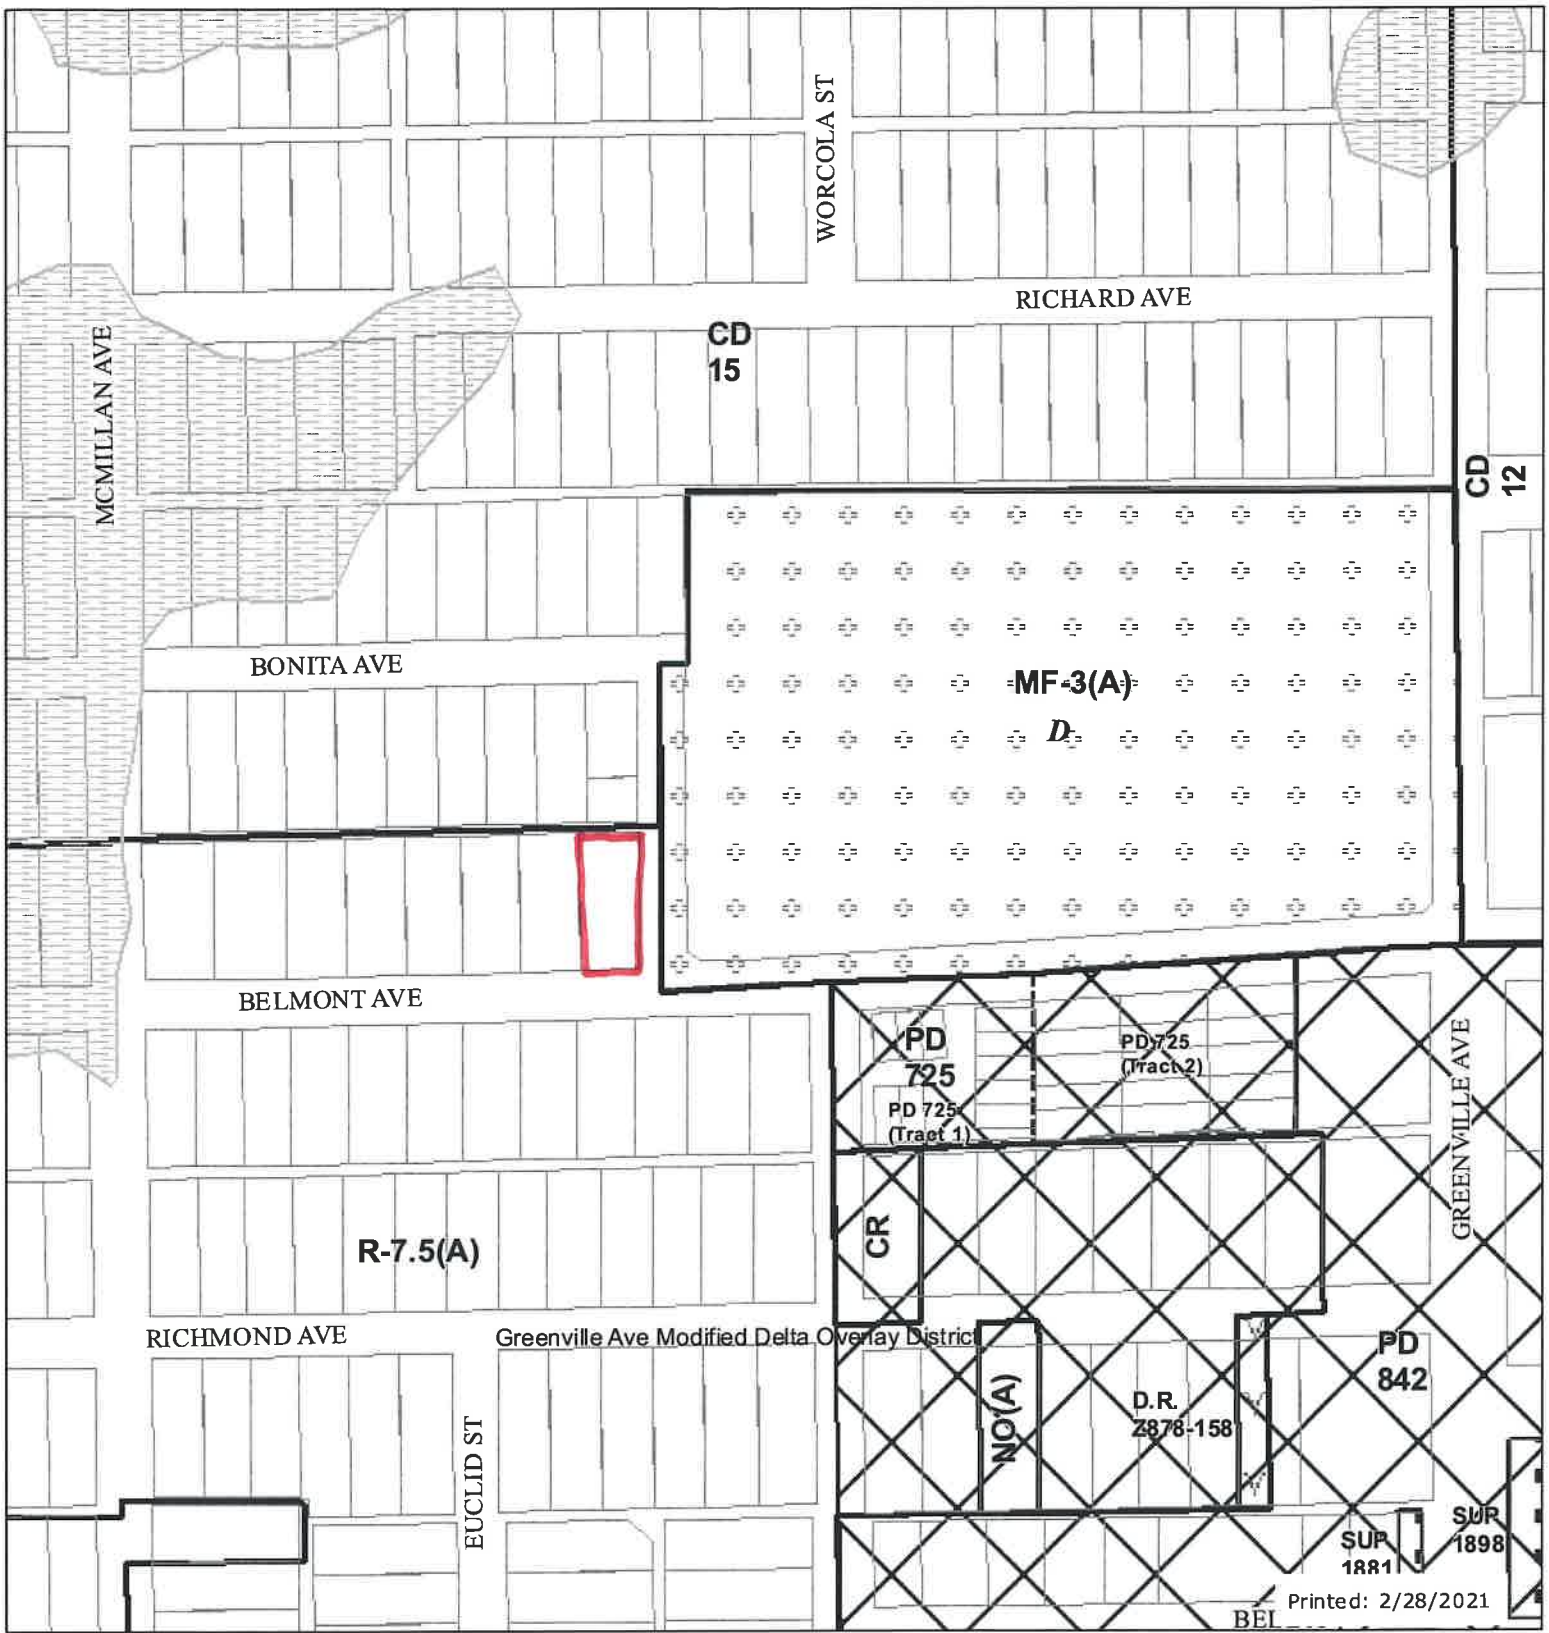 WORCOLA ST
RICHARD AVE
CD
15
MCMILLAN AVE
CD
12
BONITA AVE
MF-3(A)
D
BELMONT AVE
PD
725
PD 725
(Tract 2)
PD 725
(Tract 1)
GREENVILLE AVE
CR
R-7.5(A)
RICHMOND AVE
Greenville Ave Modified Delta Overlay District
PD
842
NO(A)
D.R.
Z878-158
EUCLID ST
SUP
1898
SUP
1881
Printed: 2/28/2021